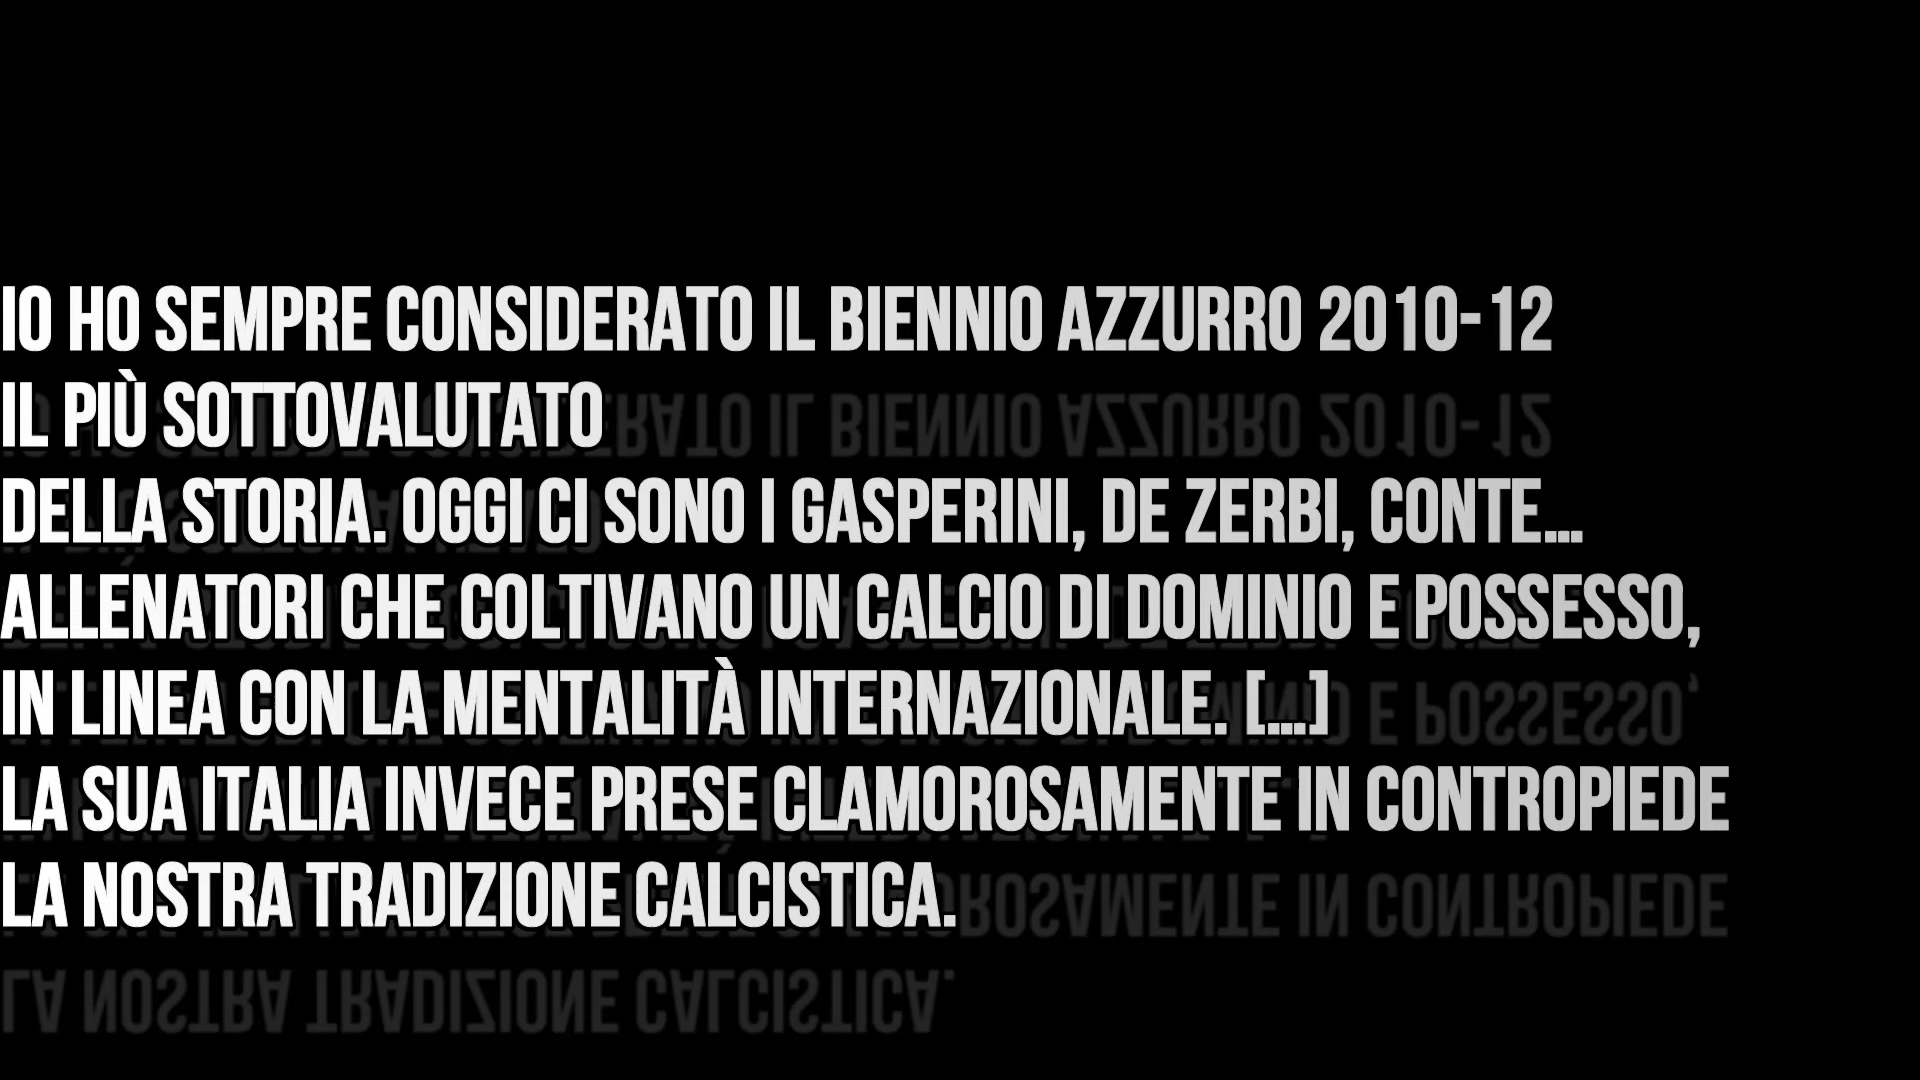 IO HO SEMPRE CONSIDERATO IL BIENNIO AZZURRO 2010-12
IL PIÙ SOTTOVALUTATO
DELLA STORIA. OGGI CI SONO I GASPERINI, DE ZERBI, CONTE...
ALLENATORI CHE COLTIVANO UN CALCIO DI DOMINIO E POSSESSO,
IN LINEA CON LA MENTALITÀ INTERNAZIONALE. [...]
LA SUA ITALIA INVECE PRESE CLAMOROSAMENTE IN CONTROPIEDE
LA NOSTRA TRADIZIONE CALCISTICA.